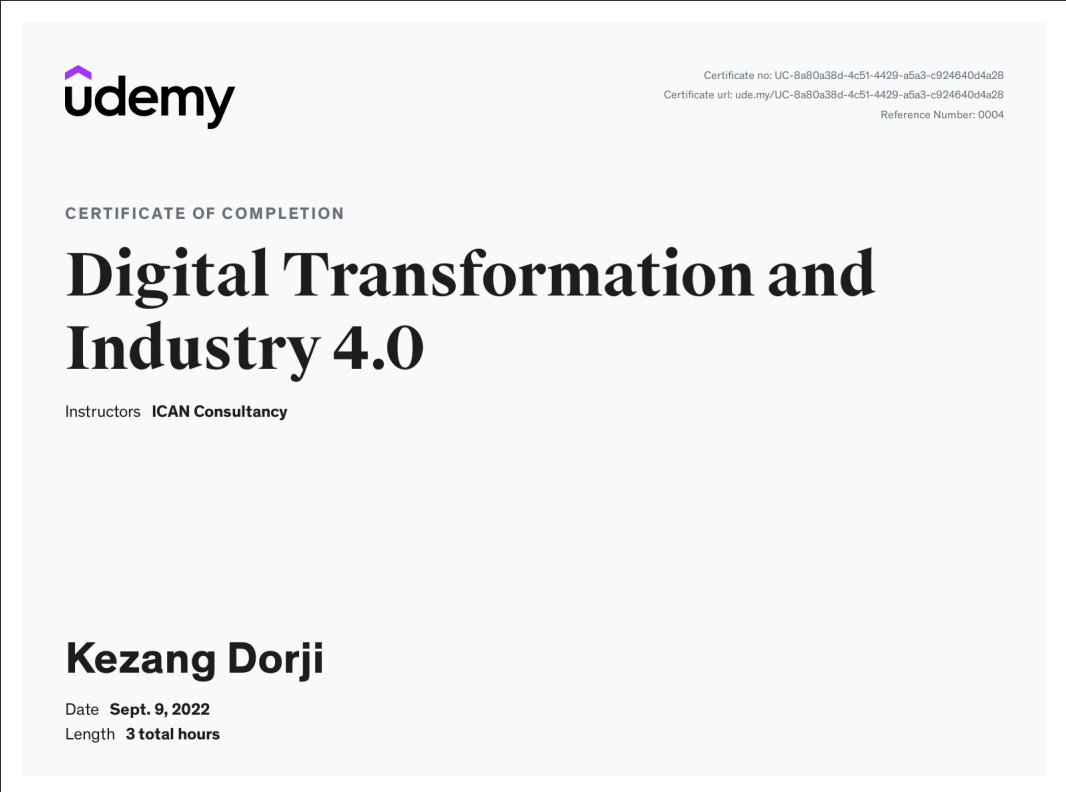 udemy
Certificate no: UC-8a80a38d-4c51-4429-a5a3-c924640d4a28
Certificate url: ude.my/UC-8a80a38d-4c51-4429-a5a3-c924640d4a28
Reference Number: 0004
CERTIFICATE OF COMPLETION
Digital Transformation and
Industry 4.0
Instructors ICAN Consultancy
Kezang Dorji
Date Sept. 9, 2022
Length 3 total hours